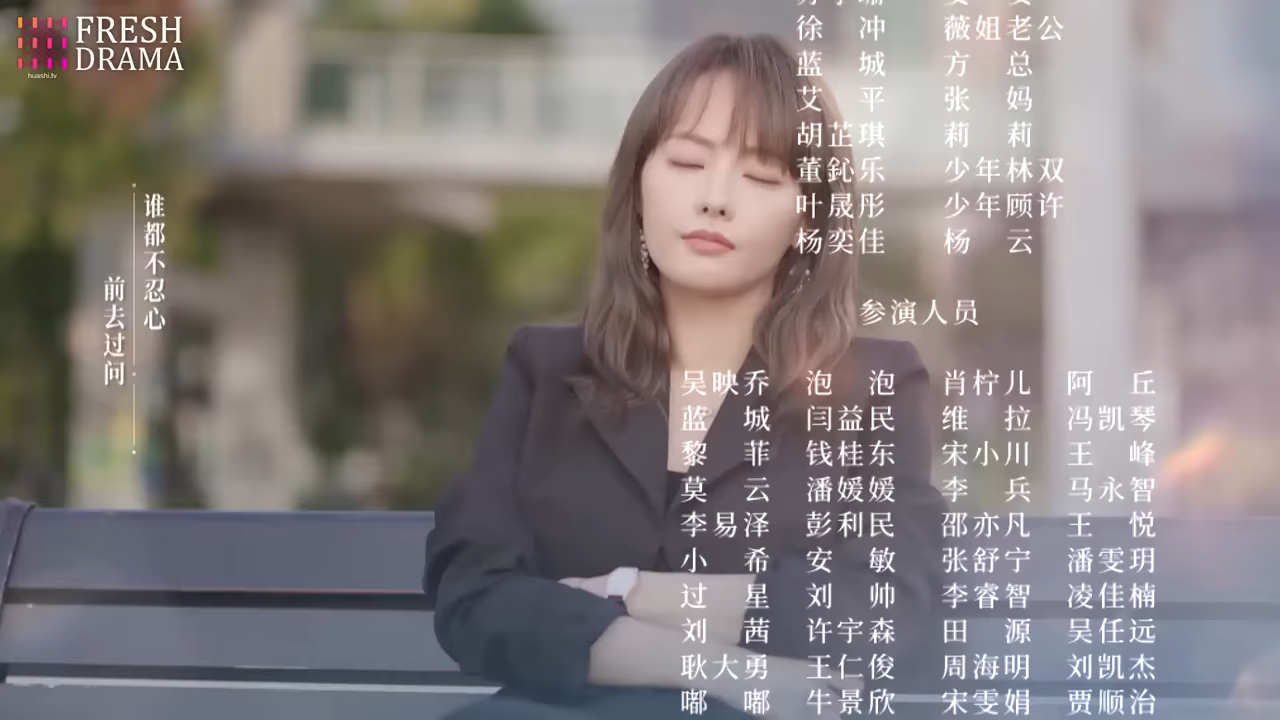 FRESH
DRAMA
huashi.tv
谁都不忍心
前去过问
徐冲 薇姐老公
蓝城 方总
艾平 张妈
胡芷琪 莉莉
董鈊乐 少年林双
叶晟彤 少年顾许
杨奕佳 杨云
参演人员
吴映乔 泡泡 肖柠儿 阿丘
蓝城 闫益民 维拉 冯凯琴
黎菲 钱桂东 宋小川 王峰
莫云 潘媛媛 李兵 马永智
李易泽 彭利民 邵亦凡 王悦
小希 安敏 张舒宁 潘雯玥
过星 刘帅 李睿智 凌佳楠
刘茜 许宇森 田源 吴任远
耿大勇 王仁俊 周海明 刘凯杰
嘟嘟 牛景欣 宋雯娟 贾顺治